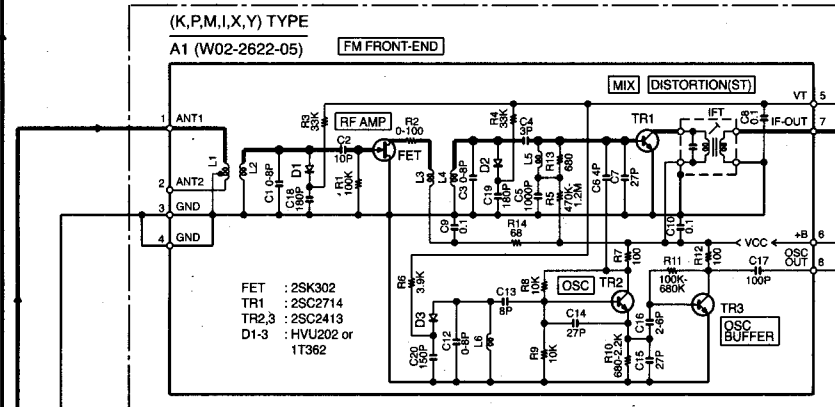 (K,P,M,I,X,Y) TYPE
A1 (W02-2622-05)
FM FRONT-END
MIX
DISTORTION(ST)
VT 5
1 ANT1
R3 33K
RF AMP
R2 0-100
R4 33K
C4 3P
TR1
IFT
C8 0.1
IF-OUT 7
L1
L2
C1 0-8P
D1
C18 180P
C2 10P
R1 100K
FET
L3
L4
C3 0-8P
D2
C19 180P
L5
R13 680
C5 1000P
R5 470K-1.2M
C6 4P
C7 27P
2 ANT2
3 GND
4 GND
C9 0.1
R14 68
C10 0.1
VCC
+B 6
OSC OUT 8
R6 3.9K
R8 10K
OSC
R7 100
TR2
R11 100K-680K
R12 100
C17 100P
FET : 2SK302
TR1 : 2SC2714
TR2,3 : 2SC2413
D1-3 : HVU202 or 1T362
D3
C20 150P
C12 0-8P
L6
C13 8P
C14 27P
R9 10K
R10 680-2.2K
C16 2-6P
C15 27P
TR3
OSC BUFFER